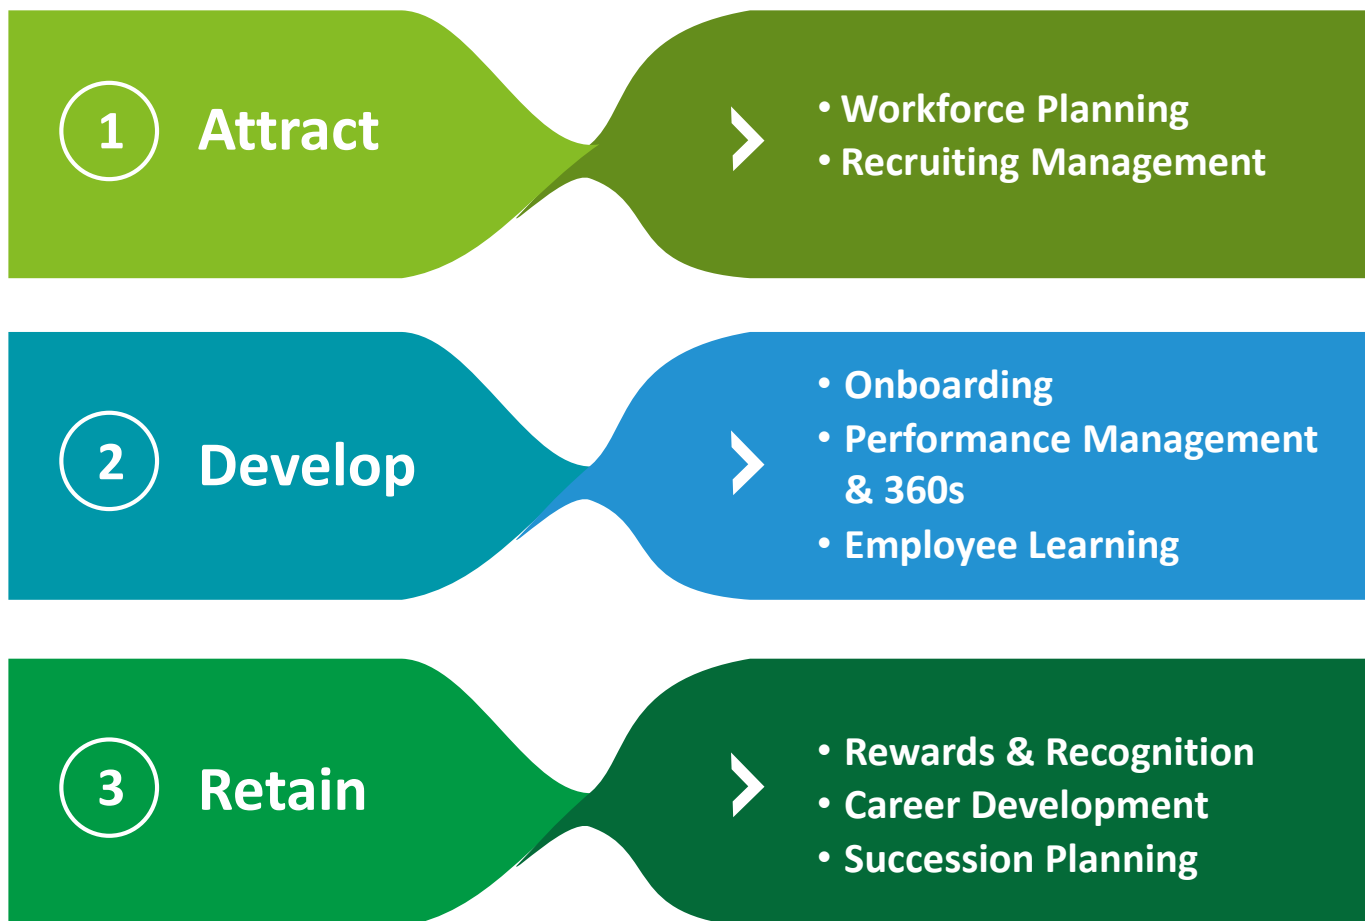 1 Attract
• Workforce Planning
• Recruiting Management
2 Develop
• Onboarding
• Performance Management
& 360s
• Employee Learning
3 Retain
• Rewards & Recognition
• Career Development
• Succession Planning